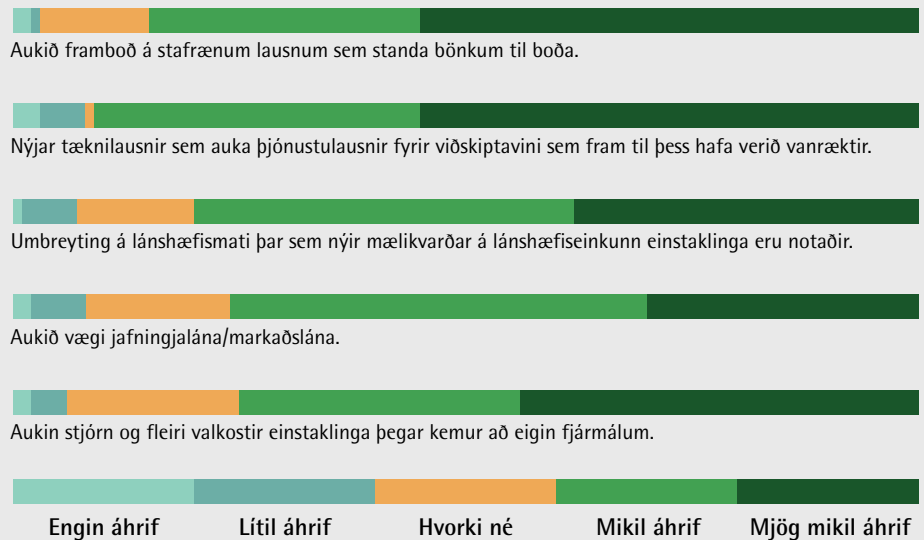 Aukið framboð á stafrænum lausnum sem standa bönkum til boða.
Nýjar tæknilausnir sem auka þjónustulausnir fyrir viðskiptavini sem fram til þess hafa verið vanræktir.
Umbreyting á lánshæfismati þar sem nýir mælikvarðar á lánshæfiseinkunn einstaklinga eru notaðir.
Aukið vægi jafningjalána/markaðslána.
Aukin stjórn og fleiri valkostir einstaklinga þegar kemur að eigin fjármálum.
Engin áhrif Lítil áhrif Hvorki né Mikil áhrif Mjög mikil áhrif